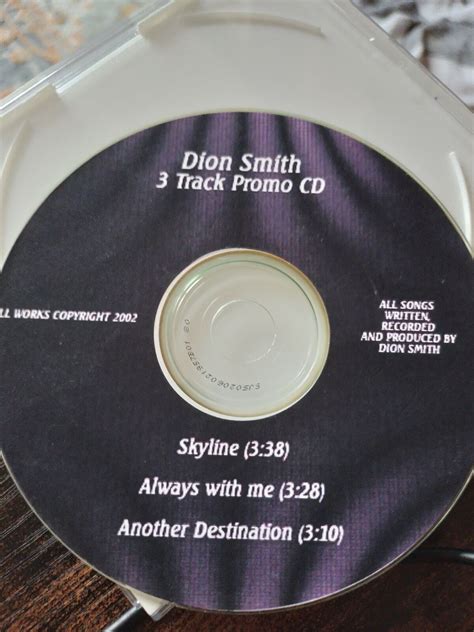 Dion Smith
3 Track Promo CD
LL WORKS COPYRIGHT 2002
ALL SONGS
WRITTEN,
RECORDED
AND PRODUCED BY
DION SMITH
Skyline (3:38)
Always with me (3:28)
Another Destination (3:10)